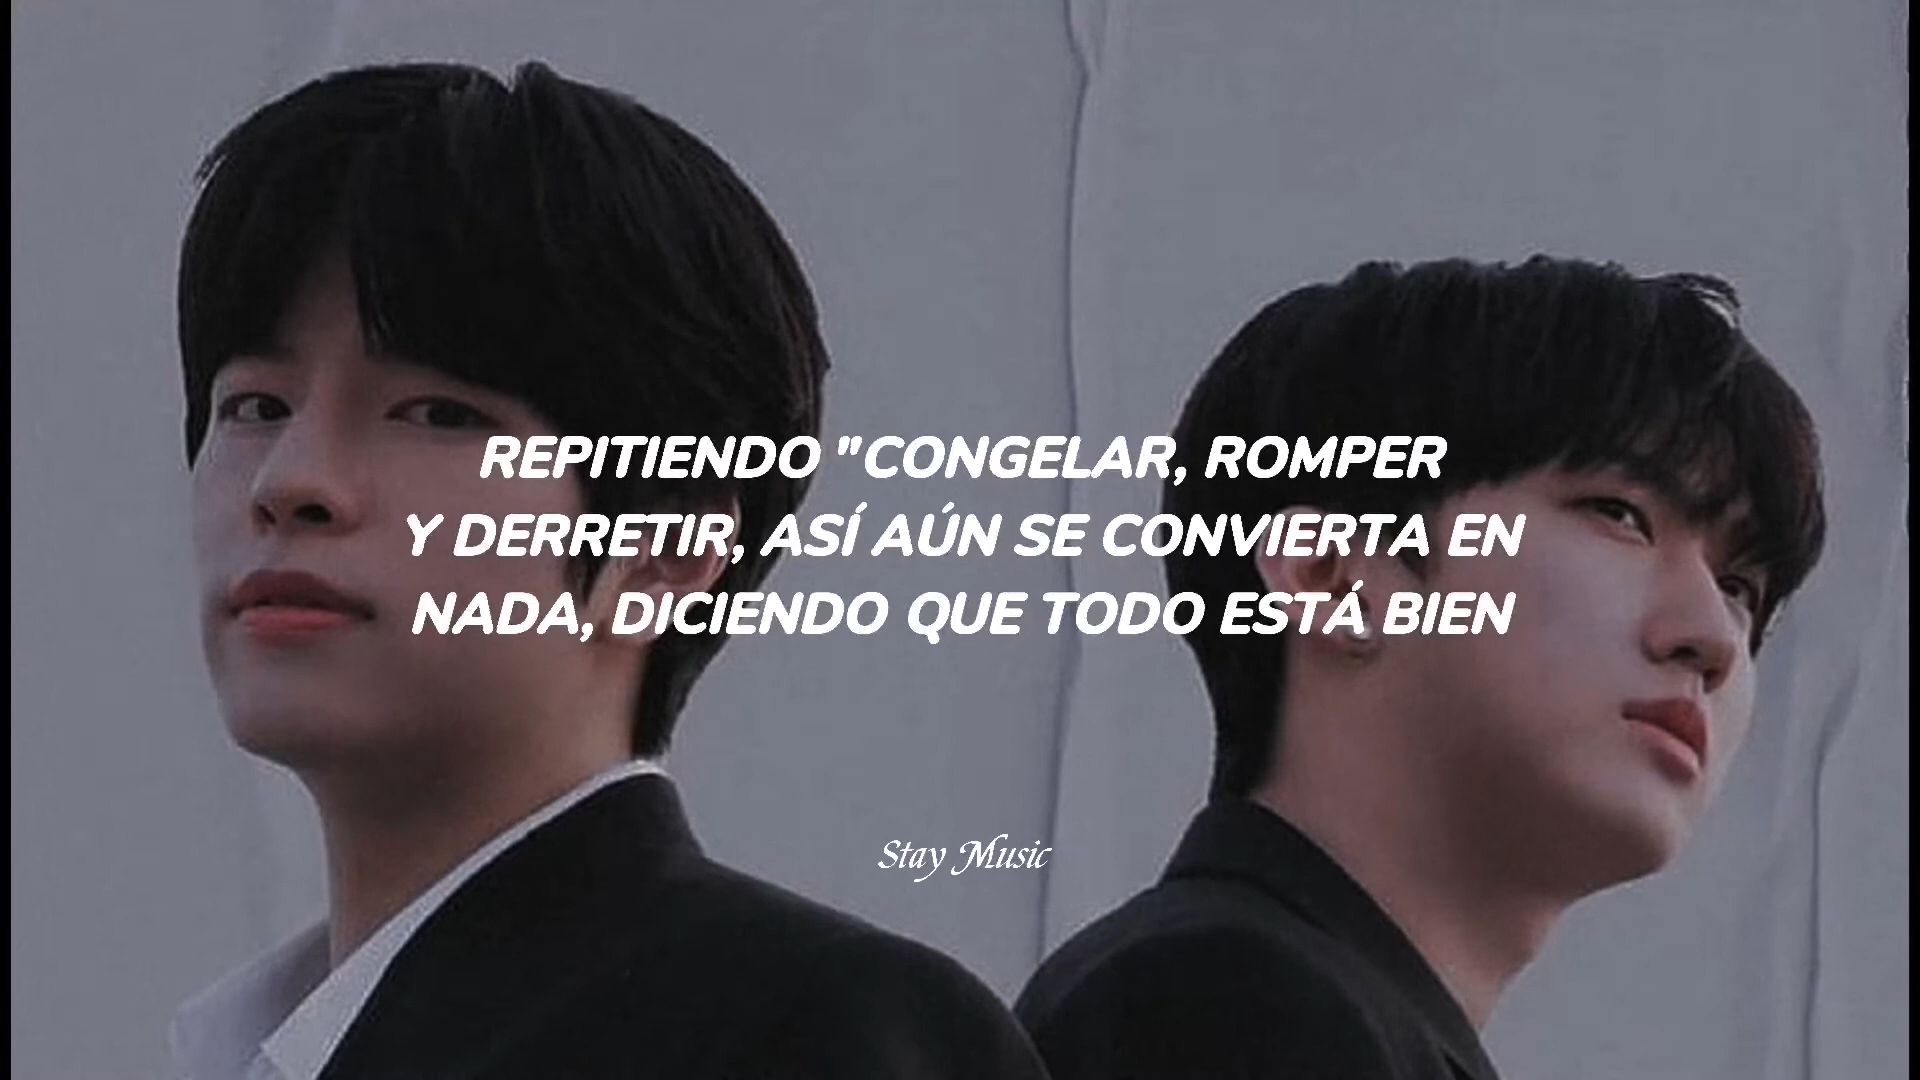 REPITIENDO "CONGELAR, ROMPER
Y DERRETIR, ASÍ AÚN SE CONVIERTA EN
NADA, DICIENDO QUE TODO ESTÁ BIEN
Stay Music